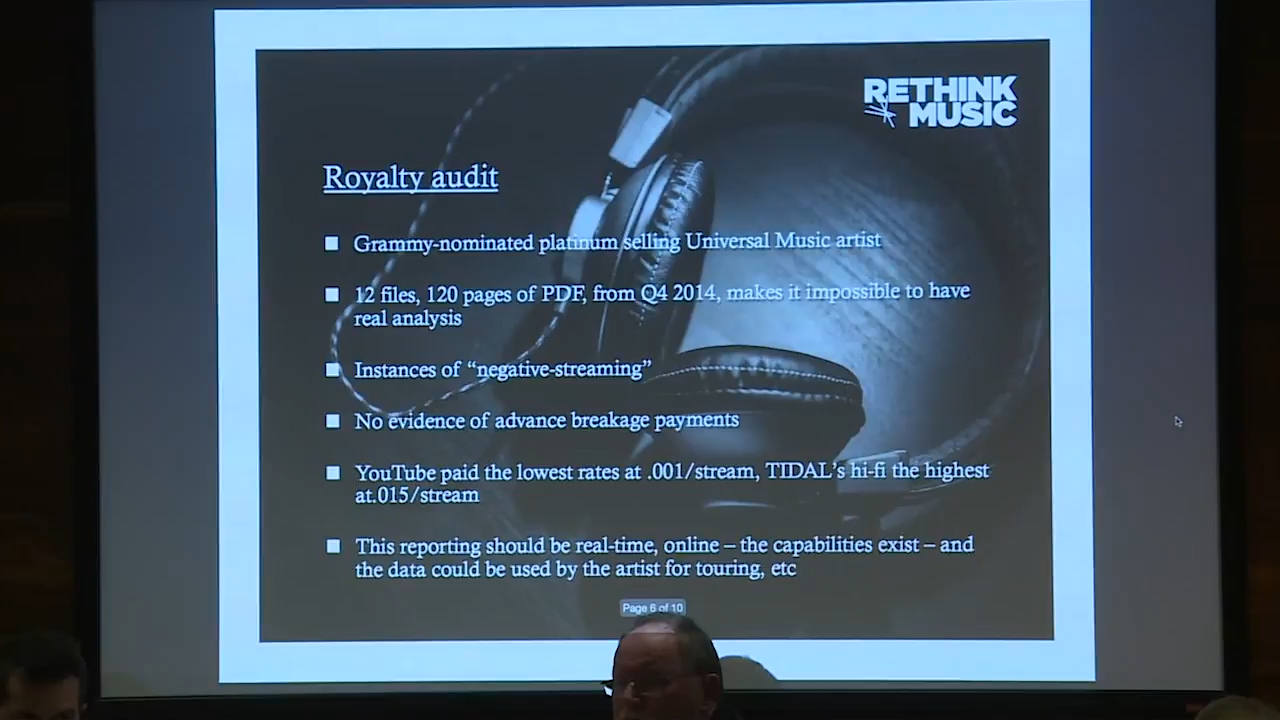 RETHINK
MUSIC
Royalty audit
Grammy-nominated platinum selling Universal Music artist
12 files, 120 pages of PDF, from Q4 2014, makes it impossible to have
real analysis
Instances of “negative-streaming”
No evidence of advance breakage payments
YouTube paid the lowest rates at .001/stream, TIDAL’s hi-fi the highest
at.015/stream
This reporting should be real-time, online – the capabilities exist – and
the data could be used by the artist for touring, etc
Page 6 of 10